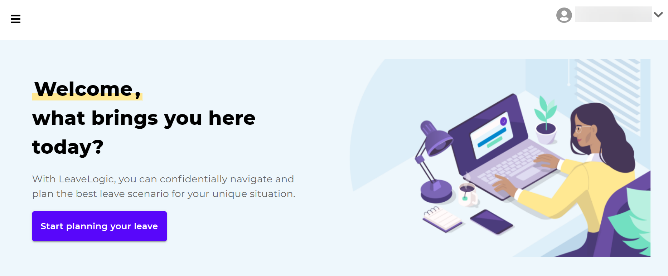 Welcome,
what brings you here
today?
With LeaveLogic, you can confidentially navigate and
plan the best leave scenario for your unique situation.
Start planning your leave